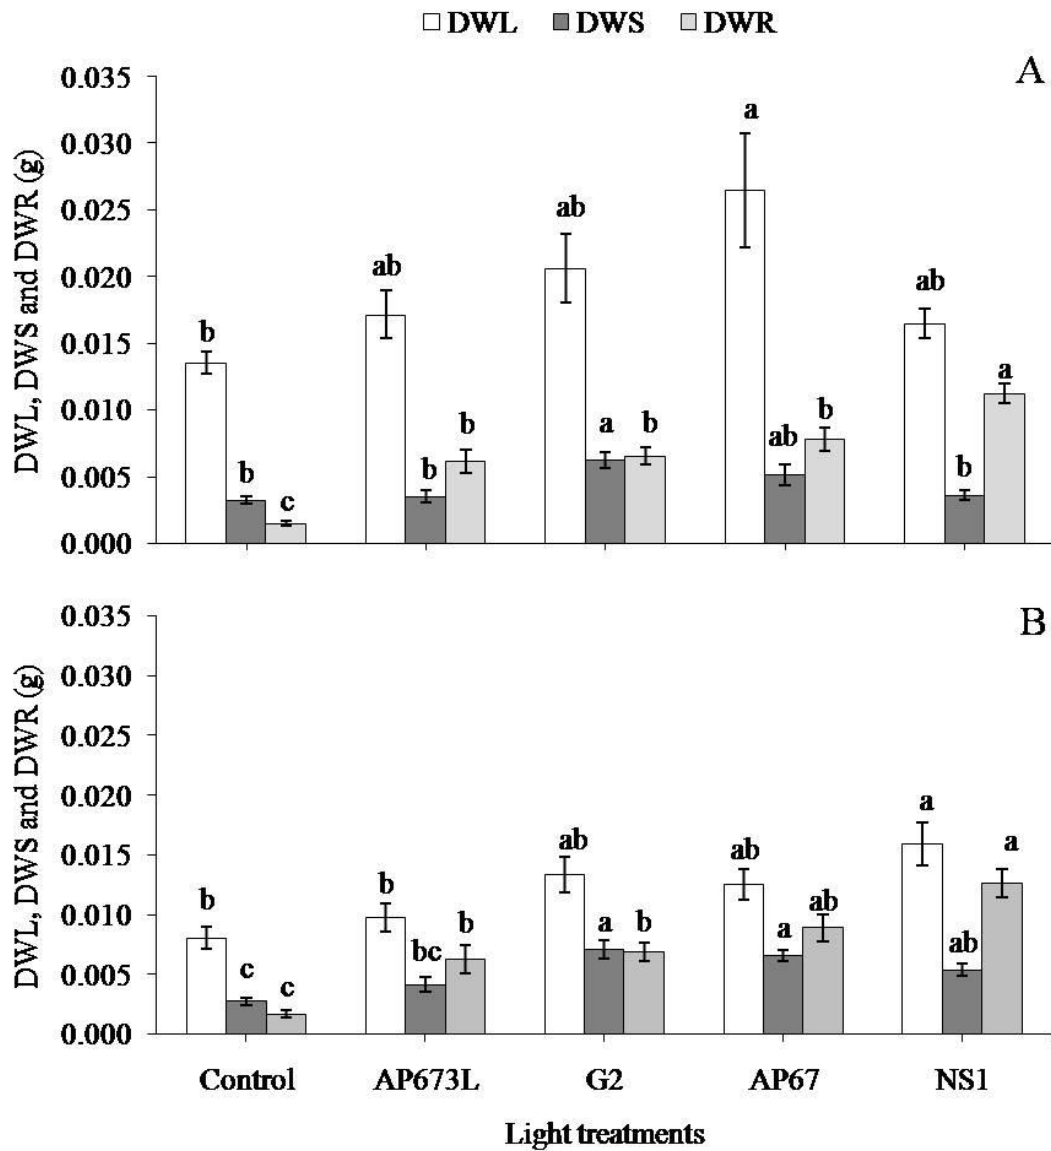 DWL DWS DWR
A
DWL, DWS and DWR (g)
0.035
0.030
0.025
0.020
0.015
0.010
0.005
0.000
b b c
ab b b
ab a b
a ab b
ab b a
B
DWL, DWS and DWR (g)
0.035
0.030
0.025
0.020
0.015
0.010
0.005
0.000
b c c
b bc b
ab a b
ab a ab
a ab a
Control AP673L G2 AP67 NS1
Light treatments